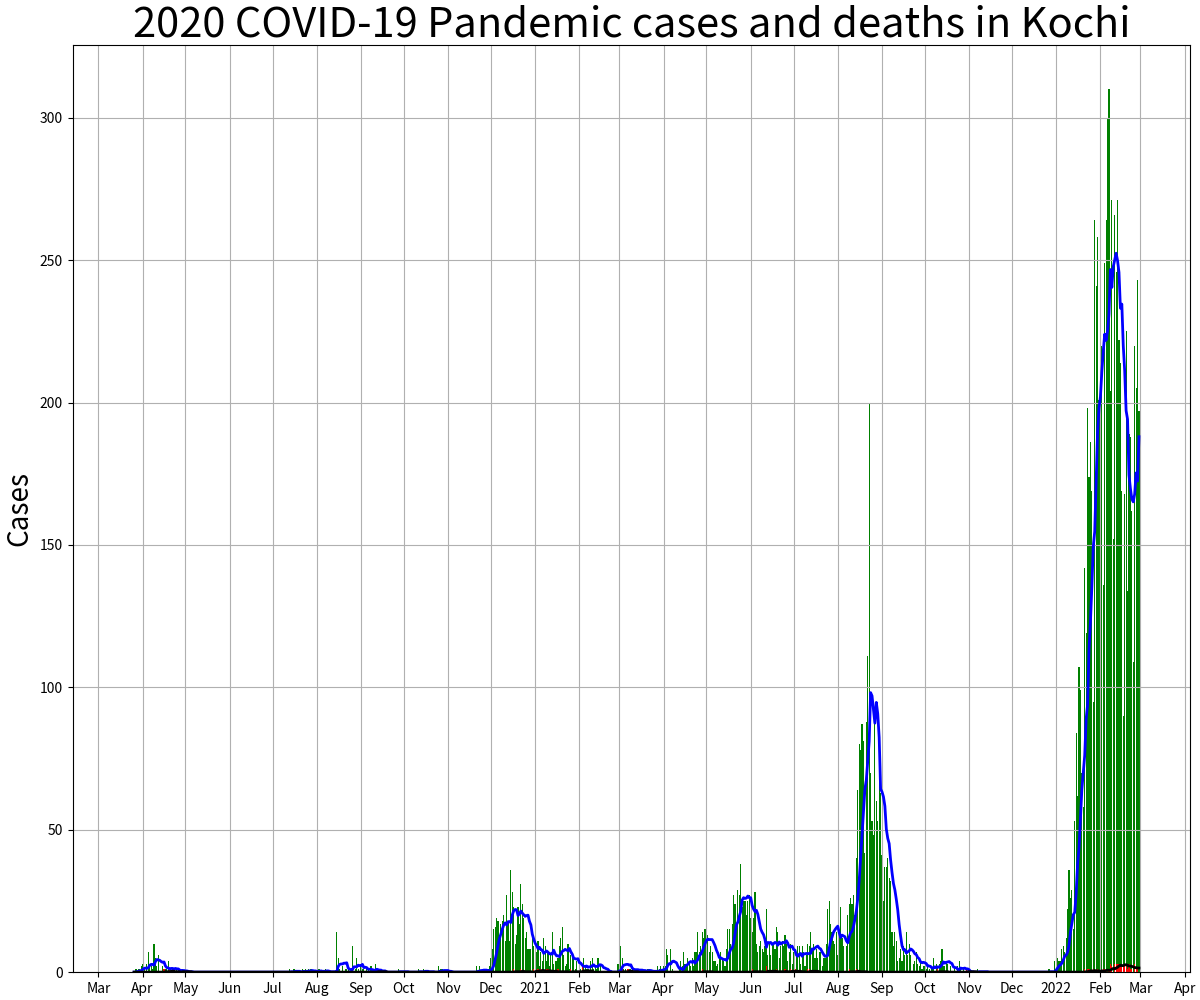 2020 COVID-19 Pandemic cases and deaths in Kochi
Cases
300
250
200
150
100
50
0
Mar Apr May Jun Jul Aug Sep Oct Nov Dec 2021 Feb Mar Apr May Jun Jul Aug Sep Oct Nov Dec 2022 Feb Mar Apr